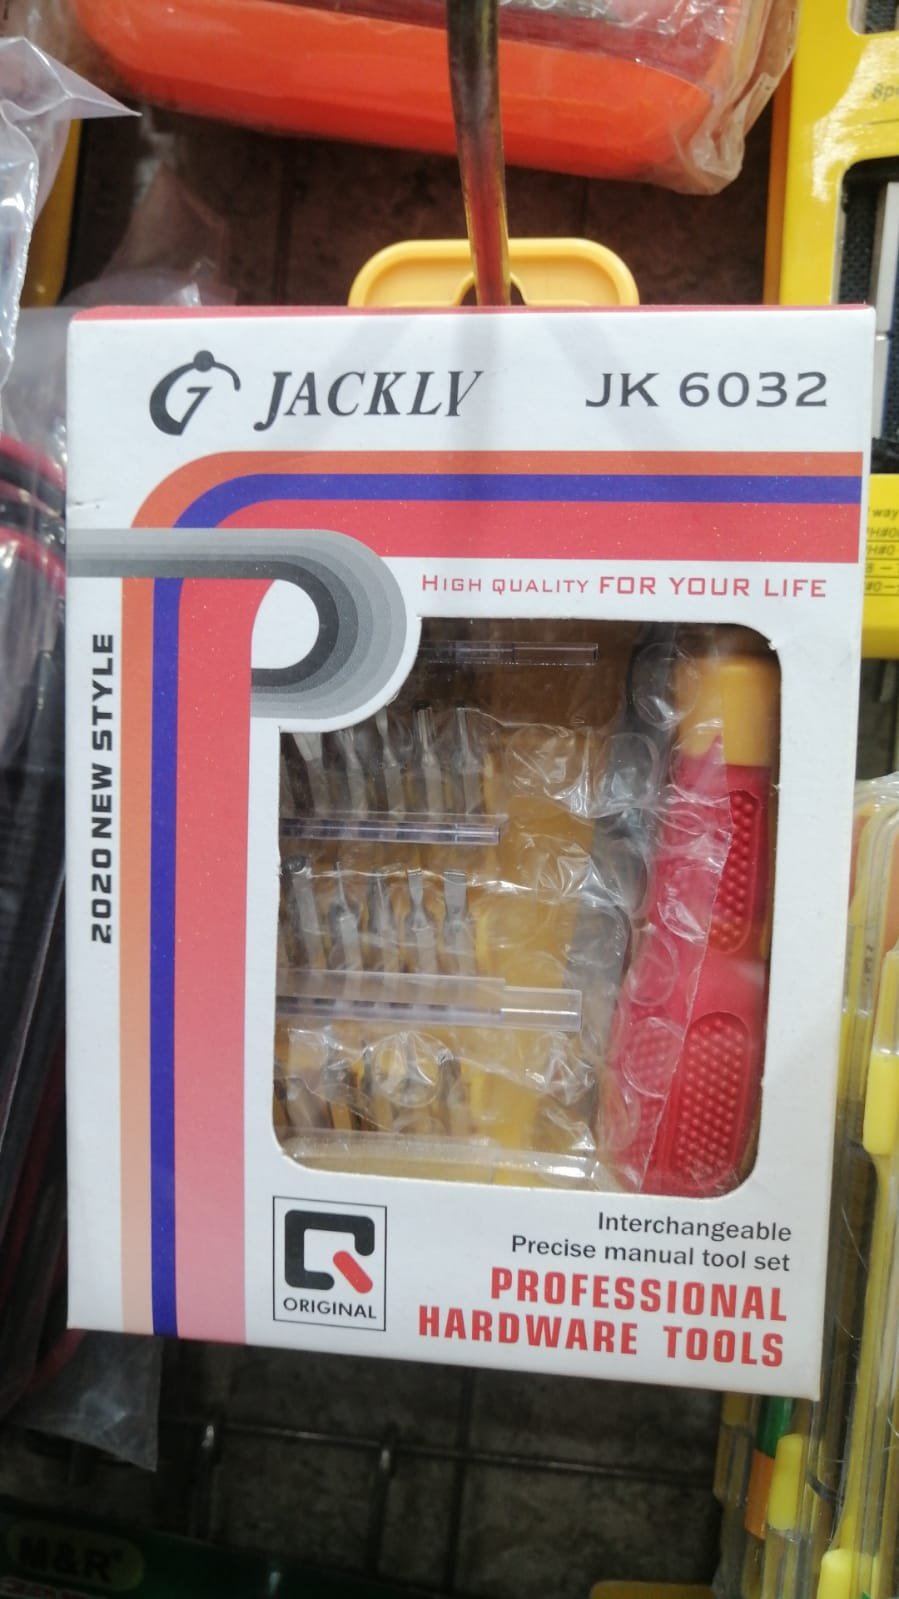 JACKLY
JK 6032
HIGH QUALITY FOR YOUR LIFE
2020 NEW STYLE
ORIGINAL
Interchangeable
Precise manual tool set
PROFESSIONAL
HARDWARE TOOLS
M&R
way